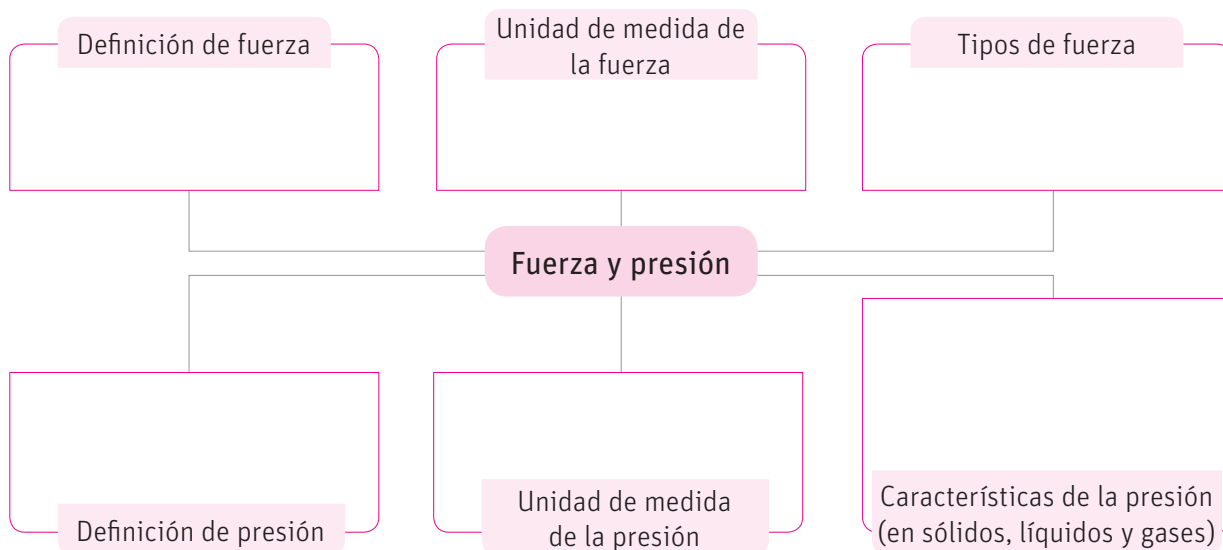 Definición de fuerza
Unidad de medida de
la fuerza
Tipos de fuerza
Fuerza y presión
Definición de presión
Unidad de medida
de la presión
Características de la presión
(en sólidos, líquidos y gases)